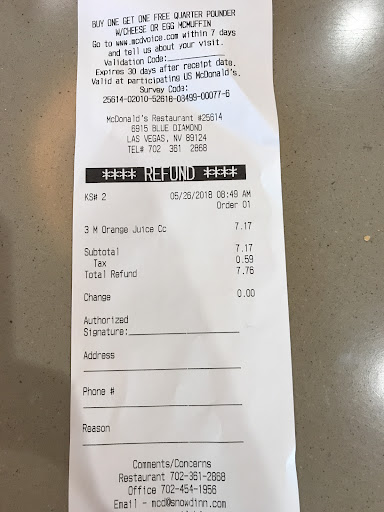 BUY ONE GET ONE FREE QUARTER POUNDER
W/CHEESE OR EGG MCMUFFIN
Go to www.mcdvoice.com within 7 days
and tell us about your visit.
Validation Code:
Expires 30 days after receipt date.
Valid at participating US McDonald's.
Survey Code:
25614-02010-52618-08499-00077-6
McDonald's Restaurant #25614
6915 BLUE DIAMOND
LAS VEGAS, NV 89124
TEL# 702 361 2868
**** REFUND ****
KS# 2 05/26/2018 08:49 AM
Order 01
3 M Orange Juice Cc 7.17
Subtotal 7.17
Tax 0.59
Total Refund 7.76
Change 0.00
Authorized
Signature:
Address
Phone #
Reason
Comments/Concerns
Restaurant 702-361-2868
Office 702-454-1956
Email - mcd@snowdinn.com